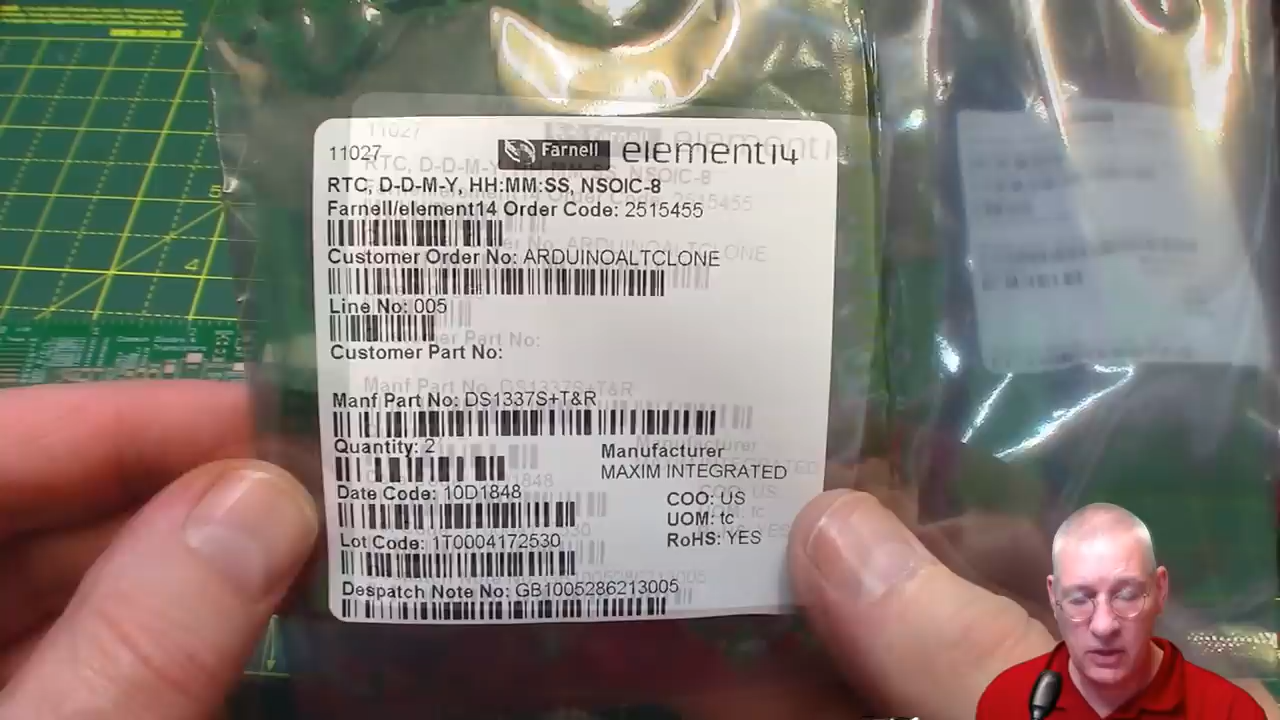 11027
Farnell element14
RTC, D-D-M-Y, HH:MM:SS, NSOIC-8
Farnell/element14 Order Code: 2515455
Customer Order No: ARDUINOALTCLONE
Line No: 005
Customer Part No:
Manf Part No: DS1337S+T&R
Quantity: 2
Manufacturer
MAXIM INTEGRATED
Date Code: 10D1848
COO: US
UOM: tc
Lot Code: 1T0004172530
RoHS: YES
Despatch Note No: GB1005286213005
5
4